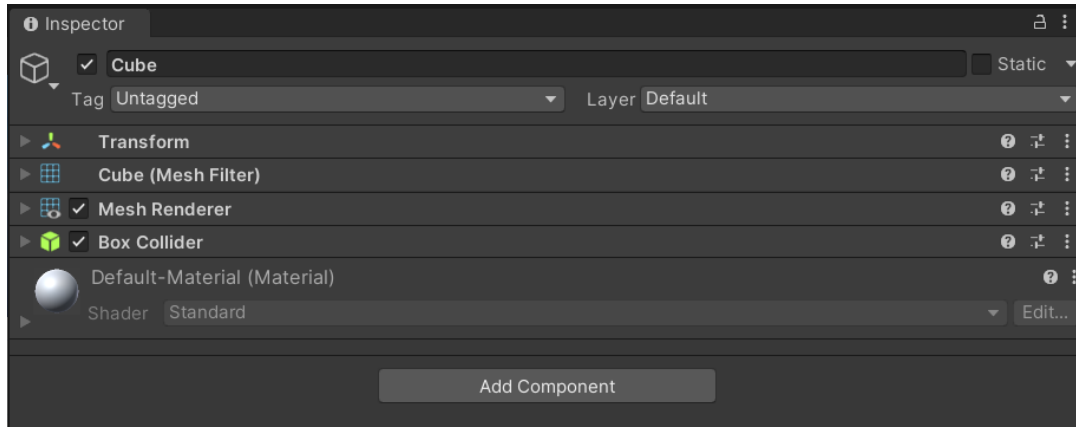 Inspector
Cube Static
Tag Untagged Layer Default
Transform
Cube (Mesh Filter)
Mesh Renderer
Box Collider
Default-Material (Material)
Shader Standard Edit...
Add Component